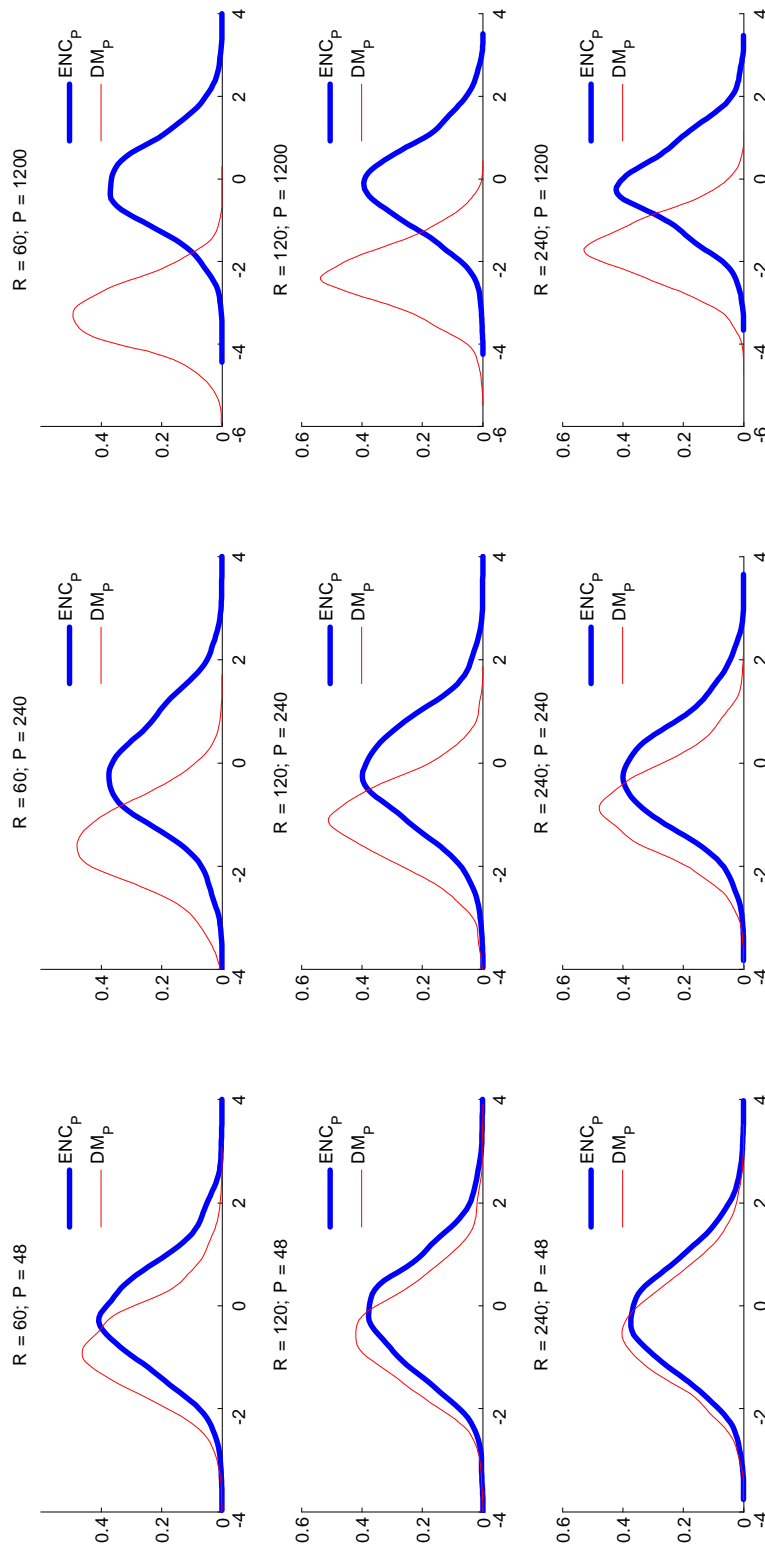 R = 60; P = 48
ENC_P
DM_P
0.4
0.2
0
-4 -2 0 2 4
R = 60; P = 240
ENC_P
DM_P
0.4
0.2
0
-4 -2 0 2 4
R = 60; P = 1200
ENC_P
DM_P
0.4
0.2
0
-6 -4 -2 0 2 4
R = 120; P = 48
ENC_P
DM_P
0.6
0.4
0.2
0
-4 -2 0 2 4
R = 120; P = 240
ENC_P
DM_P
0.6
0.4
0.2
0
-4 -2 0 2 4
R = 120; P = 1200
ENC_P
DM_P
0.6
0.4
0.2
0
-6 -4 -2 0 2 4
R = 240; P = 48
ENC_P
DM_P
0.6
0.4
0.2
0
-4 -2 0 2 4
R = 240; P = 240
ENC_P
DM_P
0.6
0.4
0.2
0
-4 -2 0 2 4
R = 240; P = 1200
ENC_P
DM_P
0.6
0.4
0.2
0
-6 -4 -2 0 2 4